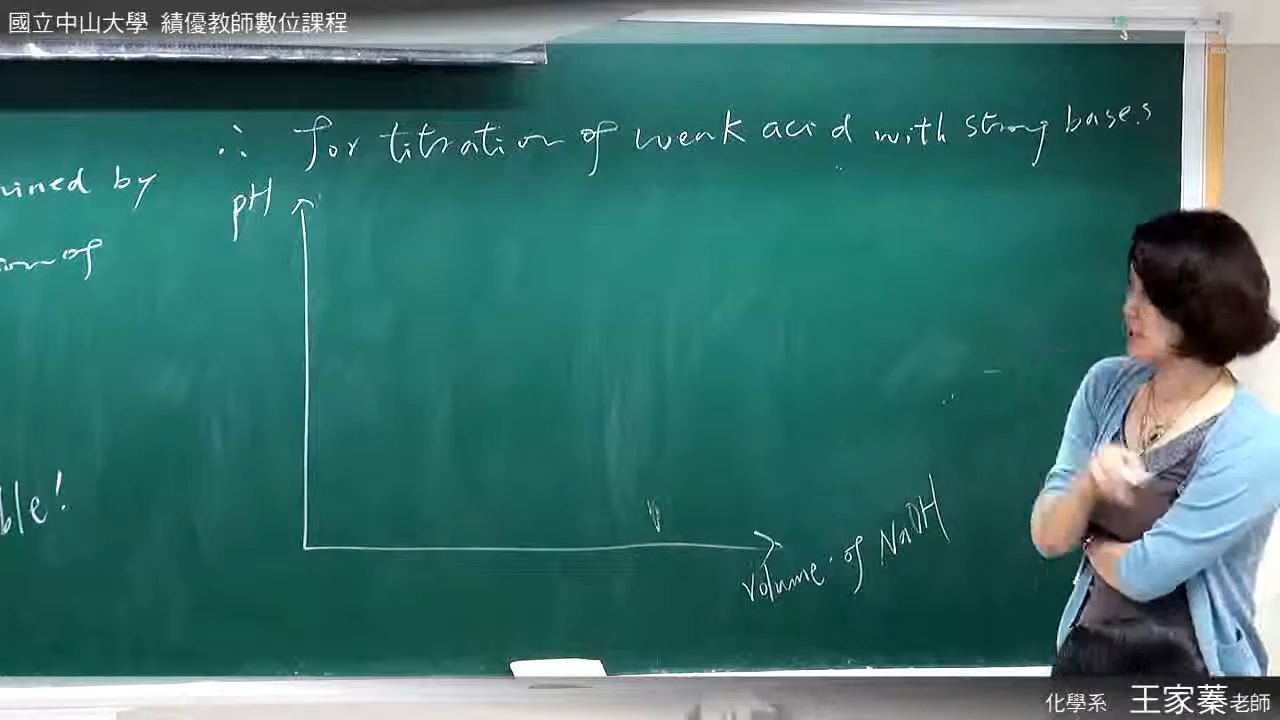 國立中山大學 績優教師數位課程
∴ for titration of weak acid with strong bases
ined by
pH
on of
ble!
volume of NaOH
化學系 王家蓁老師